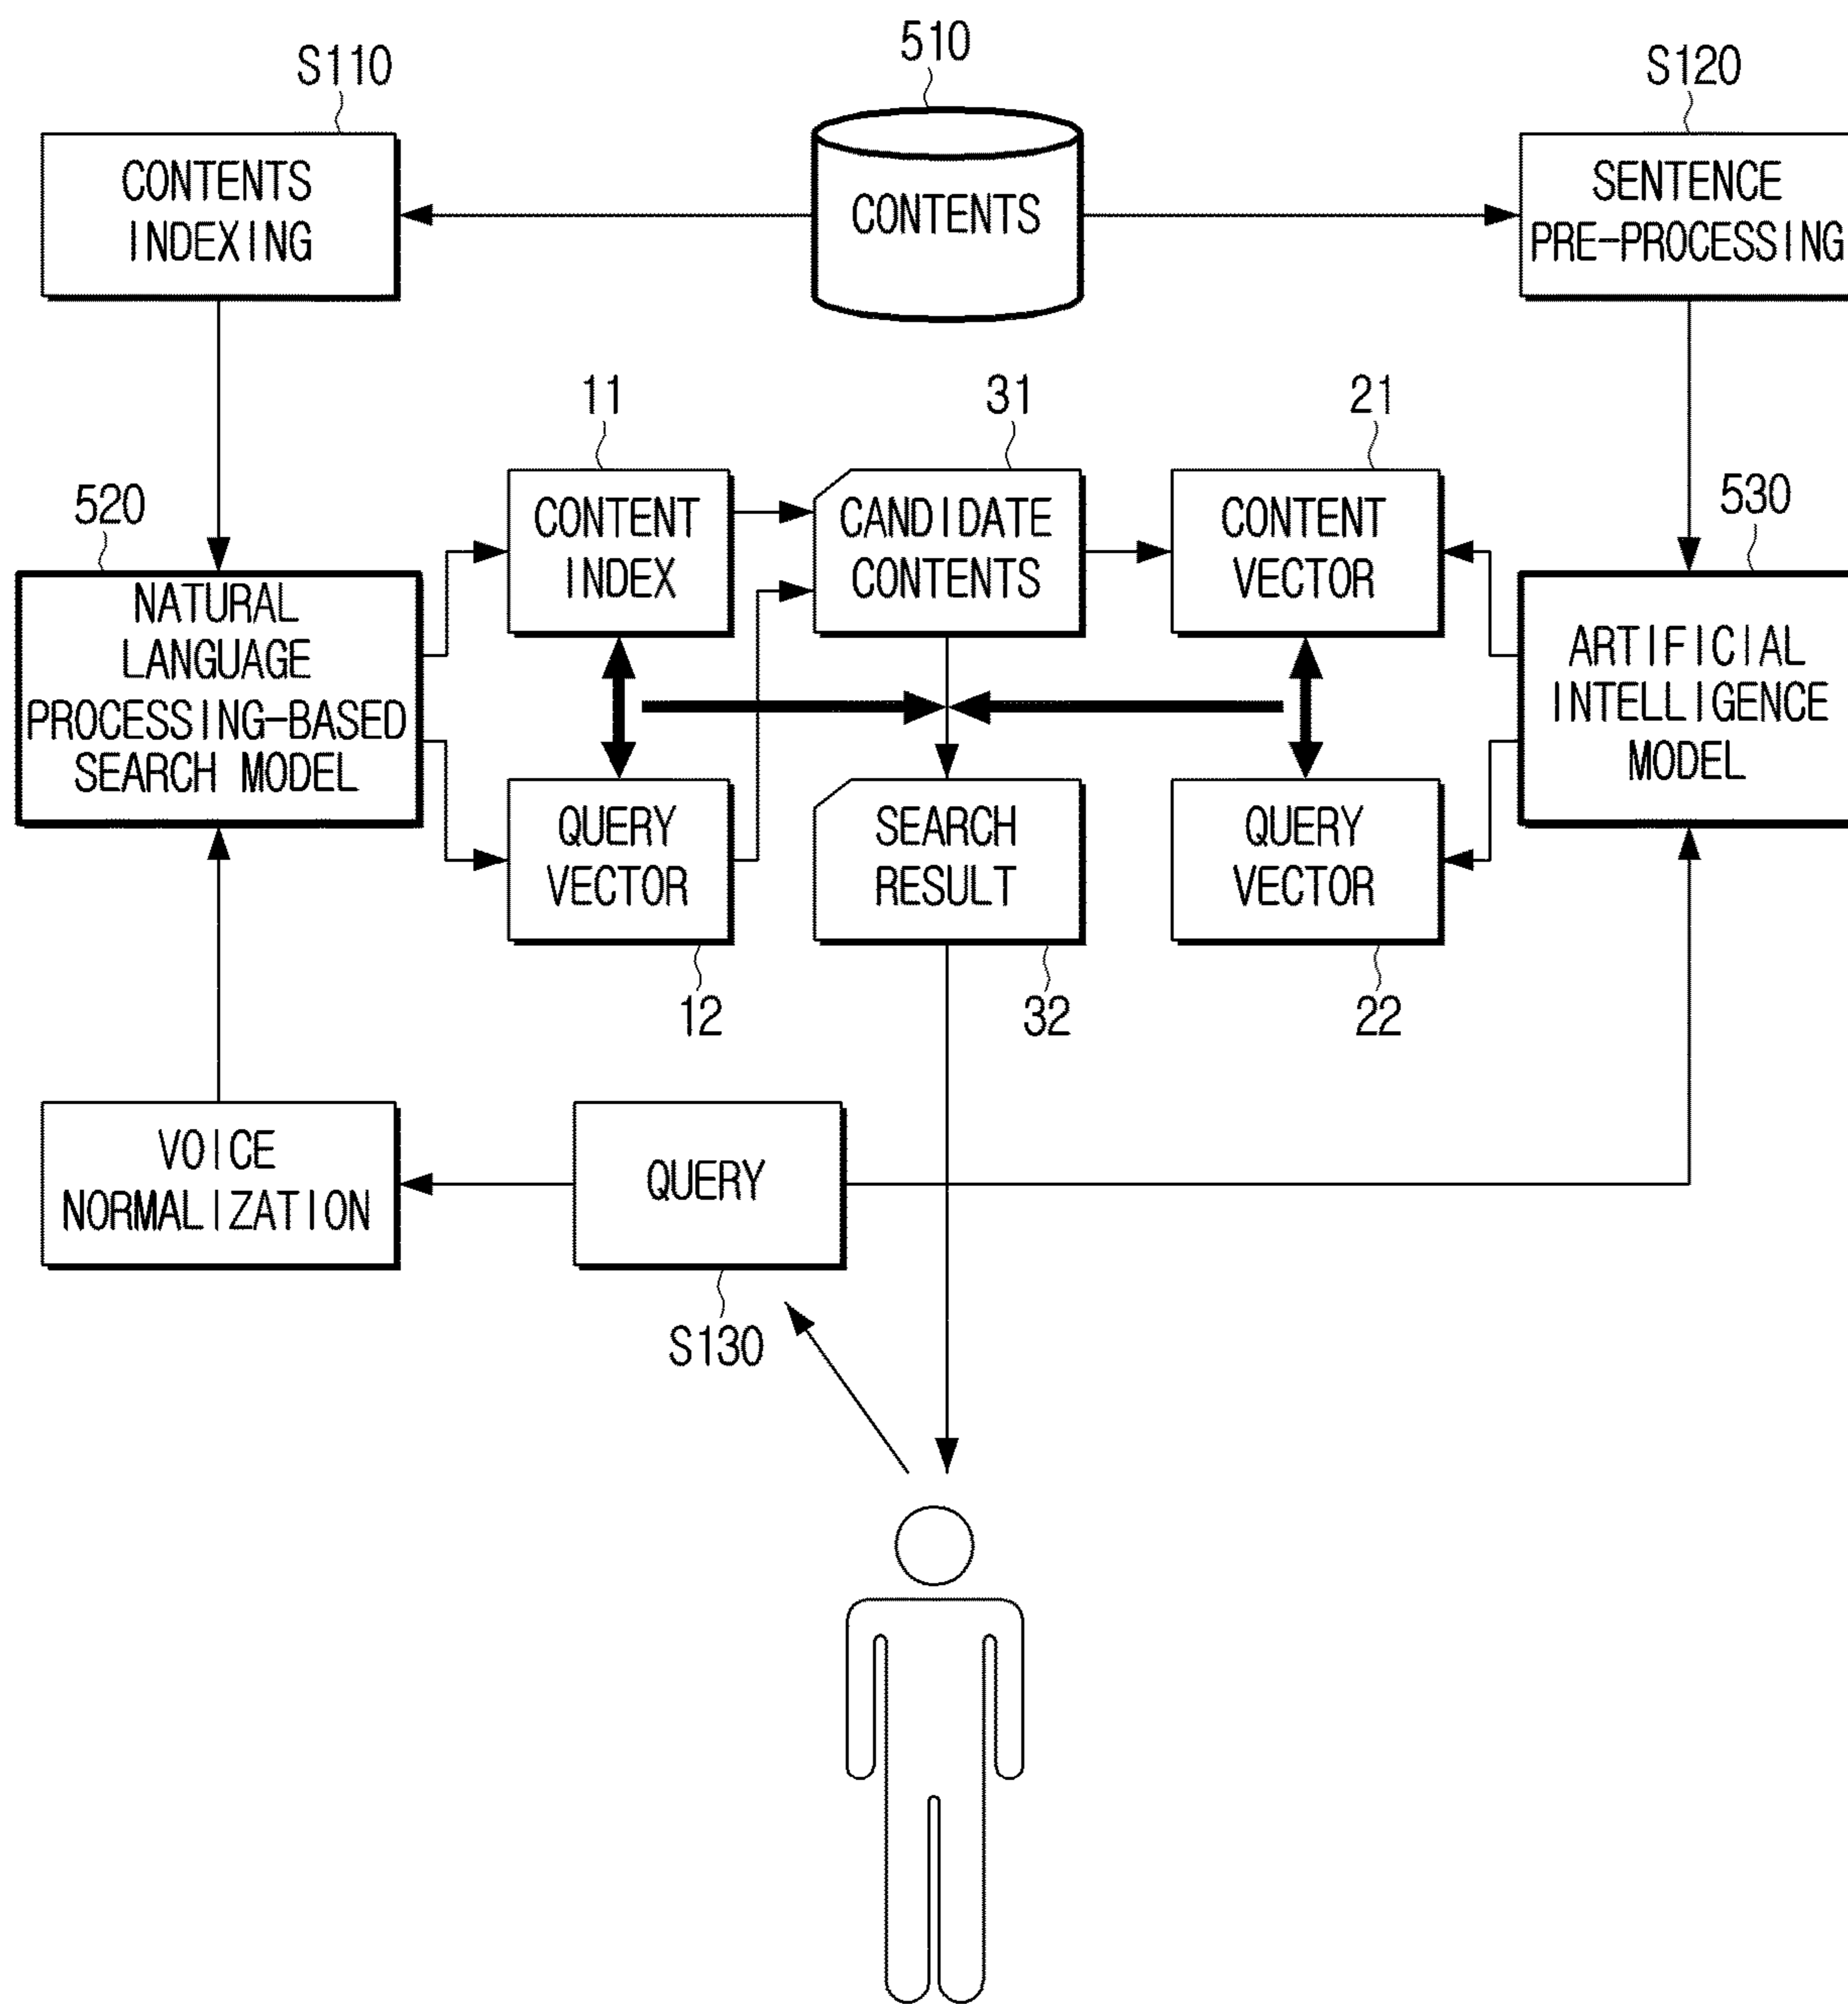 510
S110
S120
CONTENTS
INDEXING
CONTENTS
SENTENCE
PRE-PROCESSING
11
31
21
520
530
CONTENT
INDEX
CANDIDATE
CONTENTS
CONTENT
VECTOR
NATURAL
LANGUAGE
PROCESSING-BASED
SEARCH MODEL
ARTIFICIAL
INTELLIGENCE
MODEL
QUERY
VECTOR
SEARCH
RESULT
QUERY
VECTOR
12
32
22
VOICE
NORMALIZATION
QUERY
S130